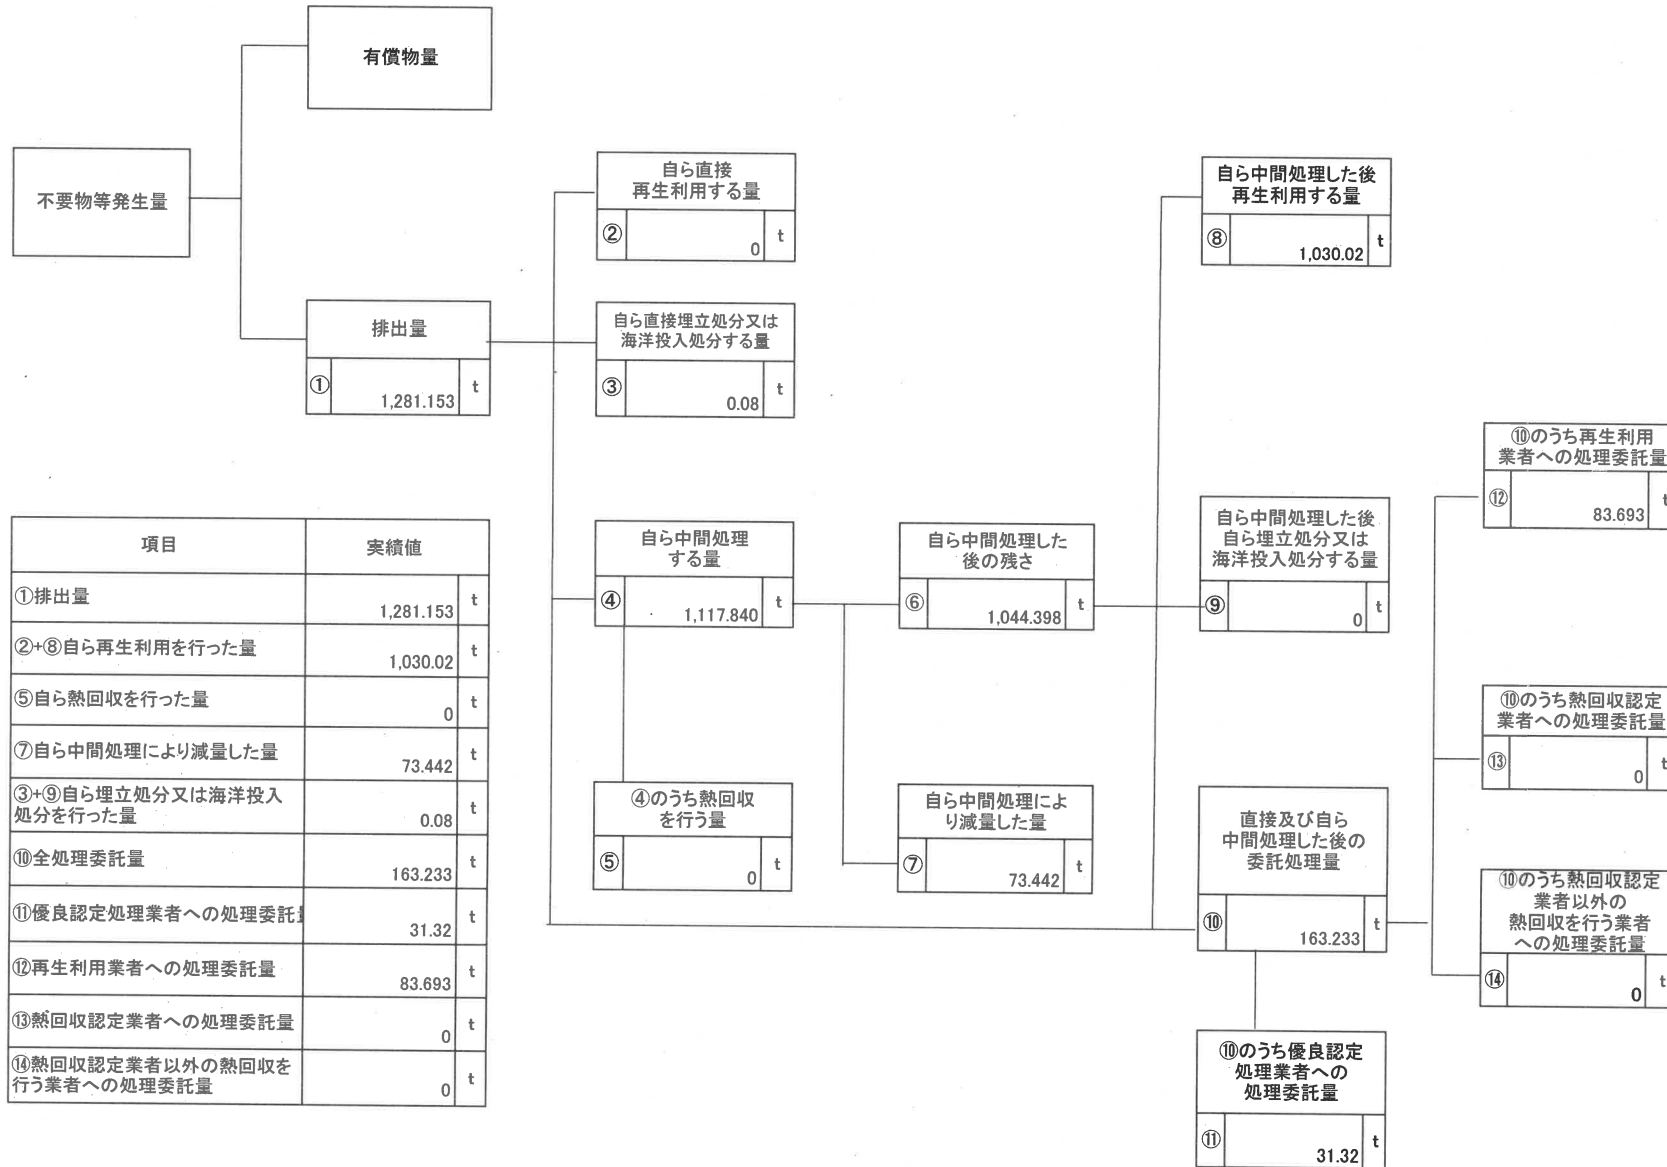 有償物量
不要物等発生量
排出量
①
1,281.153
t
自ら直接
再生利用する量
②
0
t
自ら直接埋立処分又は
海洋投入処分する量
③
0.08
t
自ら中間処理
する量
④
1,117.840
t
④のうち熱回収
を行う量
⑤
0
t
自ら中間処理した
後の残さ
⑥
1,044.398
t
自ら中間処理によ
り減量した量
⑦
73.442
t
自ら中間処理した後
再生利用する量
⑧
1,030.02
t
自ら中間処理した後
自ら埋立処分又は
海洋投入処分する量
⑨
0
t
直接及び自ら
中間処理した後の
委託処理量
⑩
163.233
t
⑩のうち優良認定
処理業者への
処理委託量
⑪
31.32
t
⑩のうち再生利用
業者への処理委託量
⑫
83.693
t
⑩のうち熱回収認定
業者への処理委託量
⑬
0
t
⑩のうち熱回収認定
業者以外の
熱回収を行う業者
への処理委託量
⑭
0
t
項目
実績値
①排出量
1,281.153
t
②+⑧自ら再生利用を行った量
1,030.02
t
⑤自ら熱回収を行った量
0
t
⑦自ら中間処理により減量した量
73.442
t
③+⑨自ら埋立処分又は海洋投入
処分を行った量
0.08
t
⑩全処理委託量
163.233
t
⑪優良認定処理業者への処理委託量
31.32
t
⑫再生利用業者への処理委託量
83.693
t
⑬熱回収認定業者への処理委託量
0
t
⑭熱回収認定業者以外の熱回収を
行う業者への処理委託量
0
t